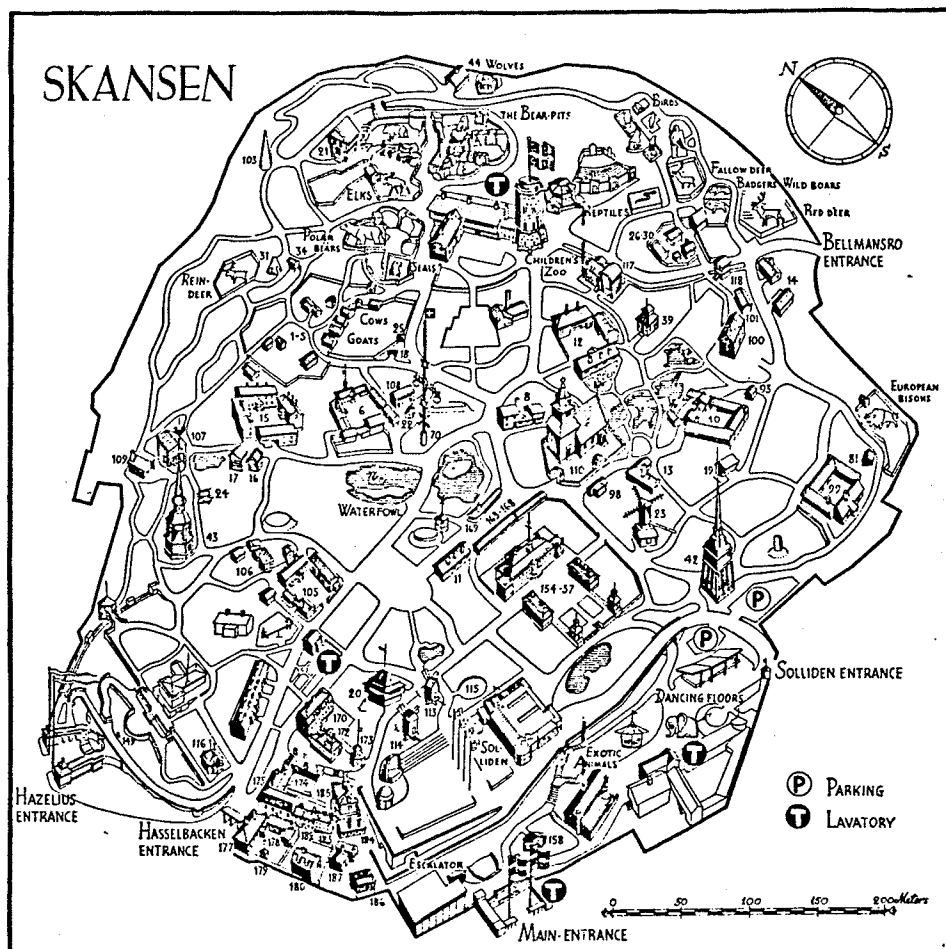 SKANSEN
44 WOLVES
N
S
BIRDS
THE BEAR-PITS
21
103
T
ELKS
FALLOW DEER
BADGERS WILD BOARS
RED DEER
REPTILES
26-30
POLAR BEARS
34
31
REIN-DEER
SEALS
CHILDREN'S ZOO
117
118
14
BELLMANSRO ENTRANCE
COWS
GOATS
25
18
1-5
39
12
101
100
EUROPEAN BISONS
15
6
108
22
70
8
7
110
10
93
81
99
107
109
17
16
24
43
WATERFOWL
169
163-168
98
13
23
19
42
11
106
105
154-57
P
T
P
SOLLIDEN ENTRANCE
DANCING FLOORS
20
113
115
170
172
173
114
9
SOL-LIDEN
EXOTIC ANIMALS
T
116
175
174
185
184
HAZELIUS ENTRANCE
HASSELBACKEN ENTRANCE
177
178
179
180
187
186
ESCALATOR
158
T
MAIN-ENTRANCE
P PARKING
T LAVATORY
0 50 100 150 200 Meters